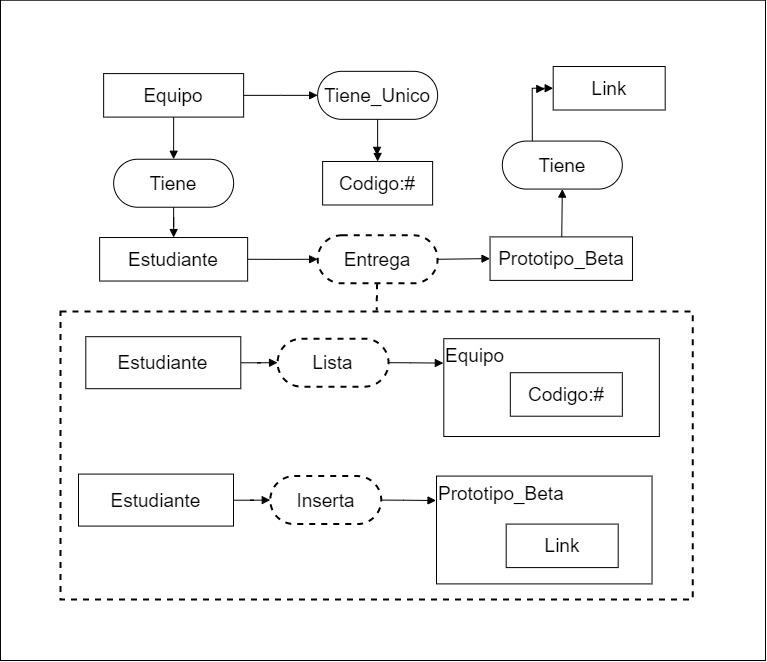 Equipo
Tiene_Unico
Link
Tiene
Codigo:#
Tiene
Estudiante
Entrega
Prototipo_Beta
Estudiante
Lista
Equipo
Codigo:#
Estudiante
Inserta
Prototipo_Beta
Link